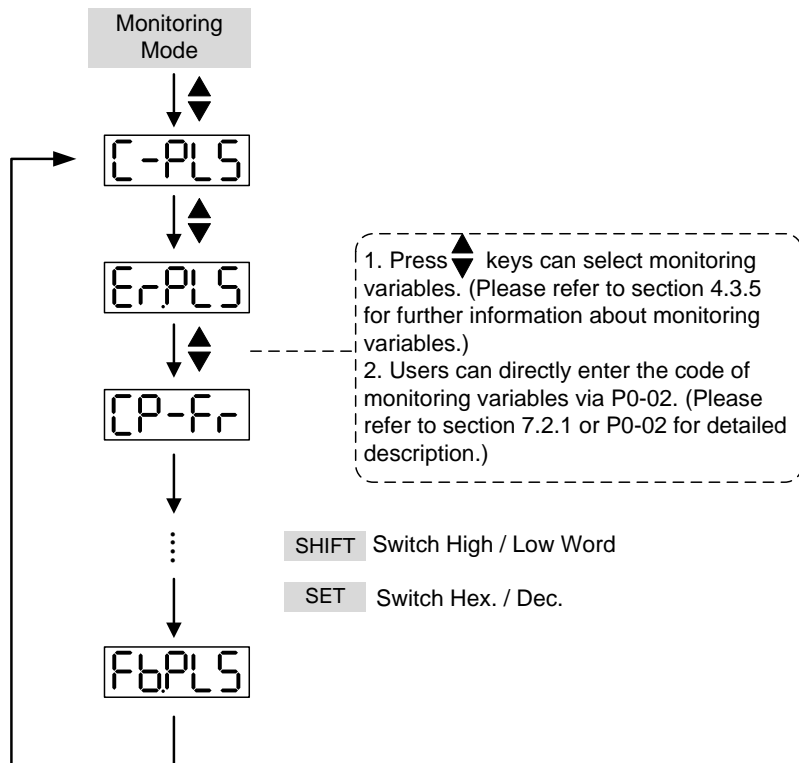 Monitoring
Mode
C-PLS
Er.PLS
1. Press ▲▼ keys can select monitoring
variables. (Please refer to section 4.3.5
for further information about monitoring
variables.)
2. Users can directly enter the code of
monitoring variables via P0-02. (Please
refer to section 7.2.1 or P0-02 for detailed
description.)
CP-Fr
SHIFT Switch High / Low Word
SET Switch Hex. / Dec.
Fb.PLS